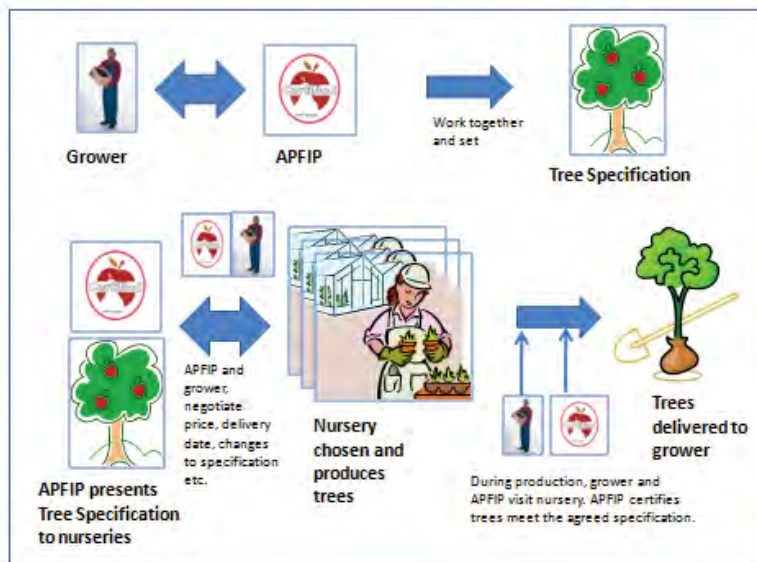 Grower
APFIP
Work together
and set
Tree Specification
Certified
APFIP presents
Tree Specification
to nurseries
APFIP and
grower,
negotiate
price, delivery
date, changes
to specification
etc.
Nursery
chosen and
produces
trees
During production, grower and
APFIP visit nursery. APFIP certifies
trees meet the agreed specification.
Trees
delivered to
grower